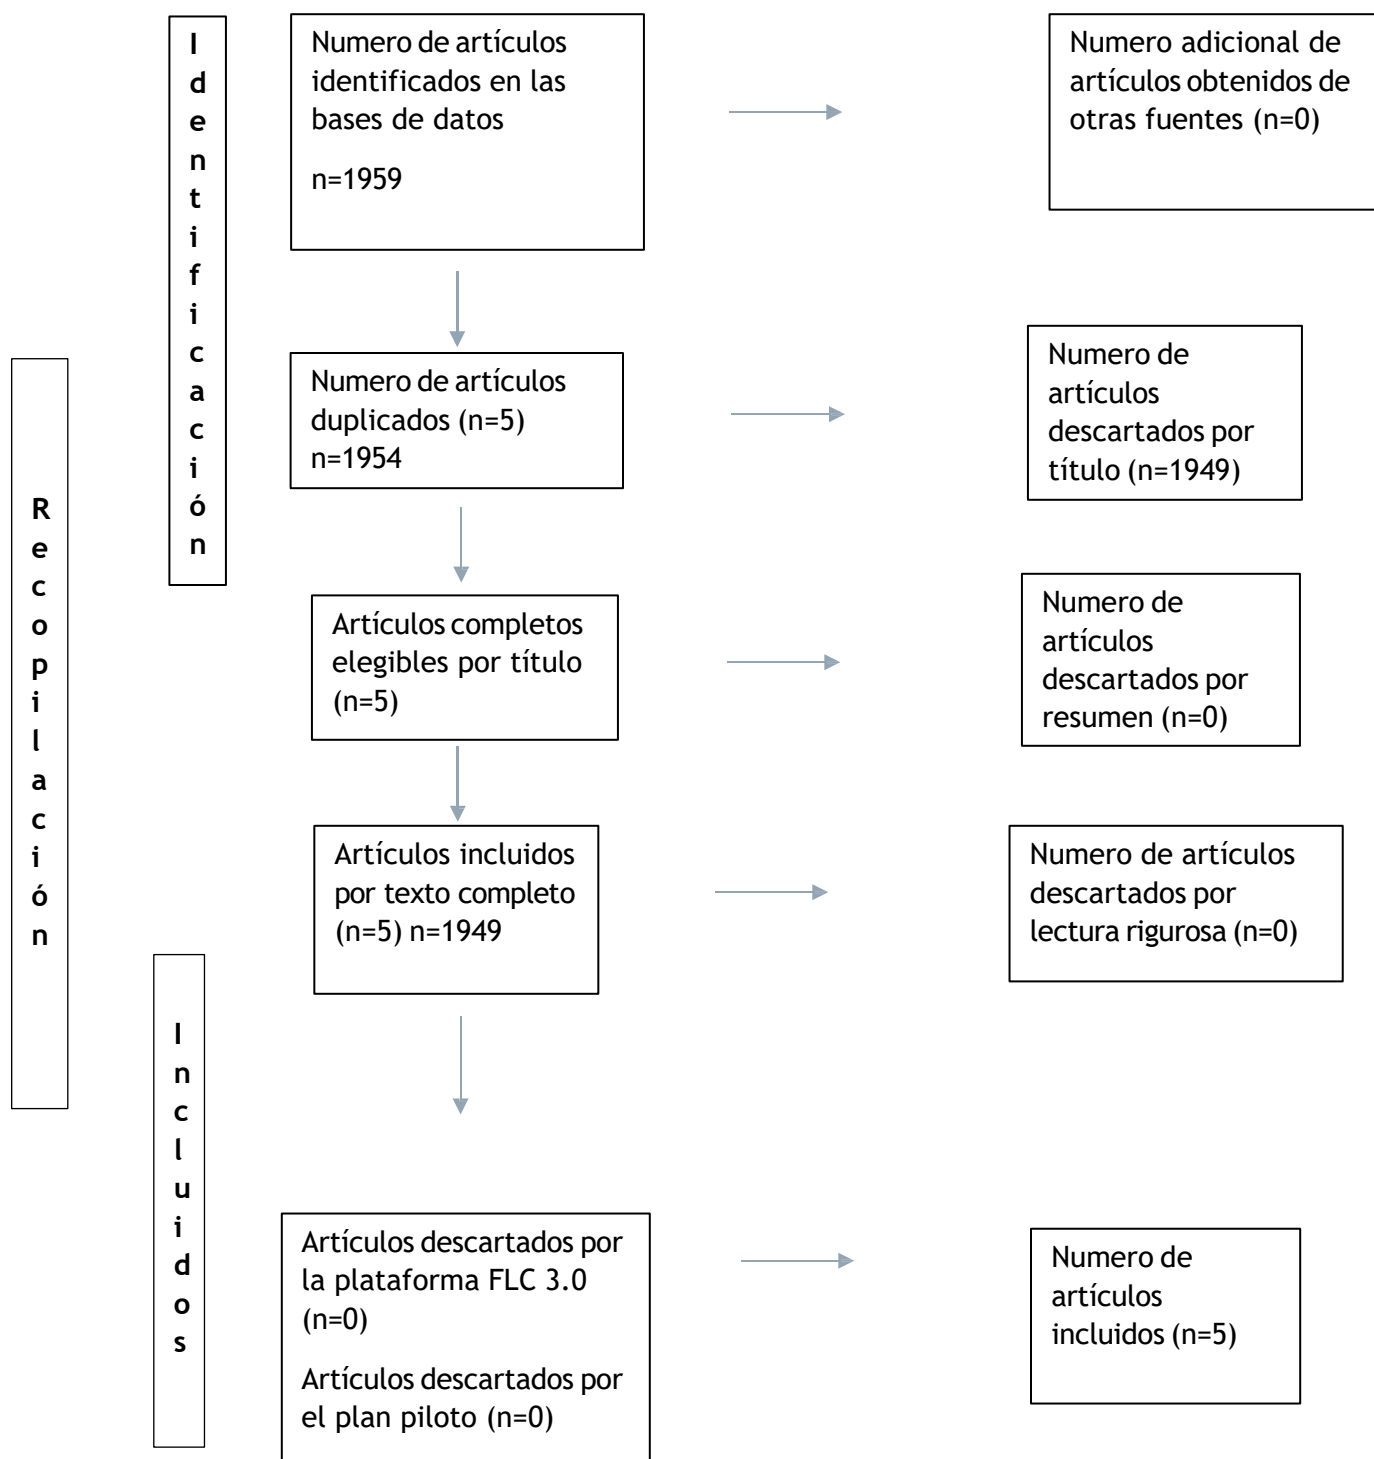 Identificación
Numero de artículos
identificados en las
bases de datos
n=1959
Numero adicional de
artículos obtenidos de
otras fuentes (n=0)
Recopilación
Numero de artículos
duplicados (n=5)
n=1954
Numero de
artículos
descartados por
título (n=1949)
Artículos completos
elegibles por título
(n=5)
Numero de
artículos
descartados por
resumen (n=0)
Artículos incluidos
por texto completo
(n=5) n=1949
Numero de artículos
descartados por
lectura rigurosa (n=0)
Incluidos
Artículos descartados por
la plataforma FLC 3.0
(n=0)
Artículos descartados por
el plan piloto (n=0)
Numero de
artículos
incluidos (n=5)